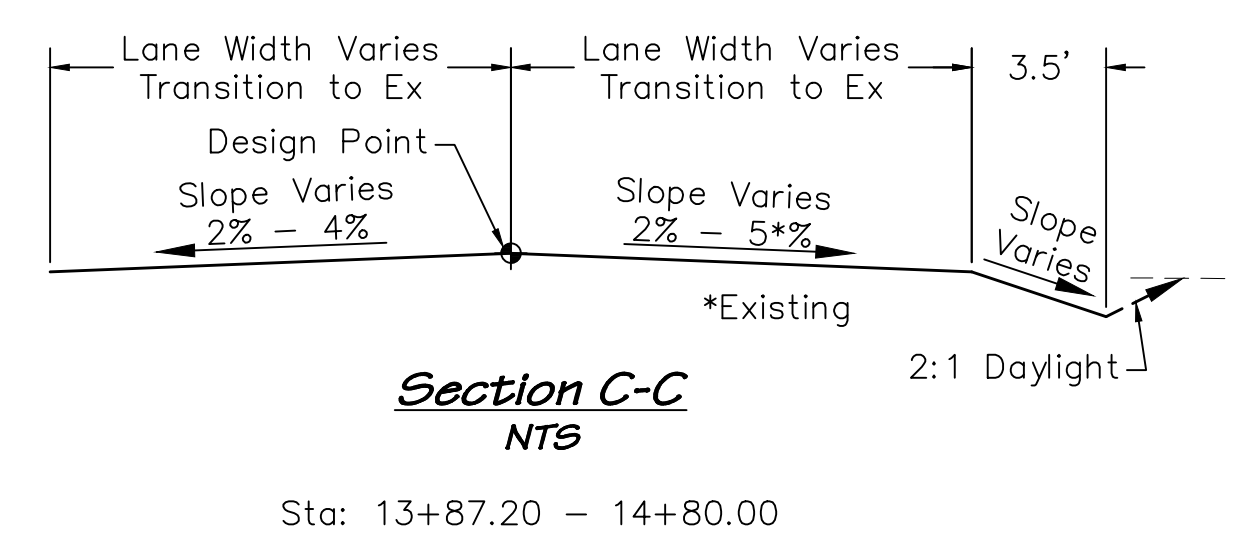 Lane Width Varies
Transition to Ex
Lane Width Varies
Transition to Ex
3.5'
Design Point
Slope Varies
2% - 4%
Slope Varies
2% - 5*%
Slope
Varies
*Existing
2:1 Daylight
Section C-C
NTS
Sta: 13+87.20 - 14+80.00